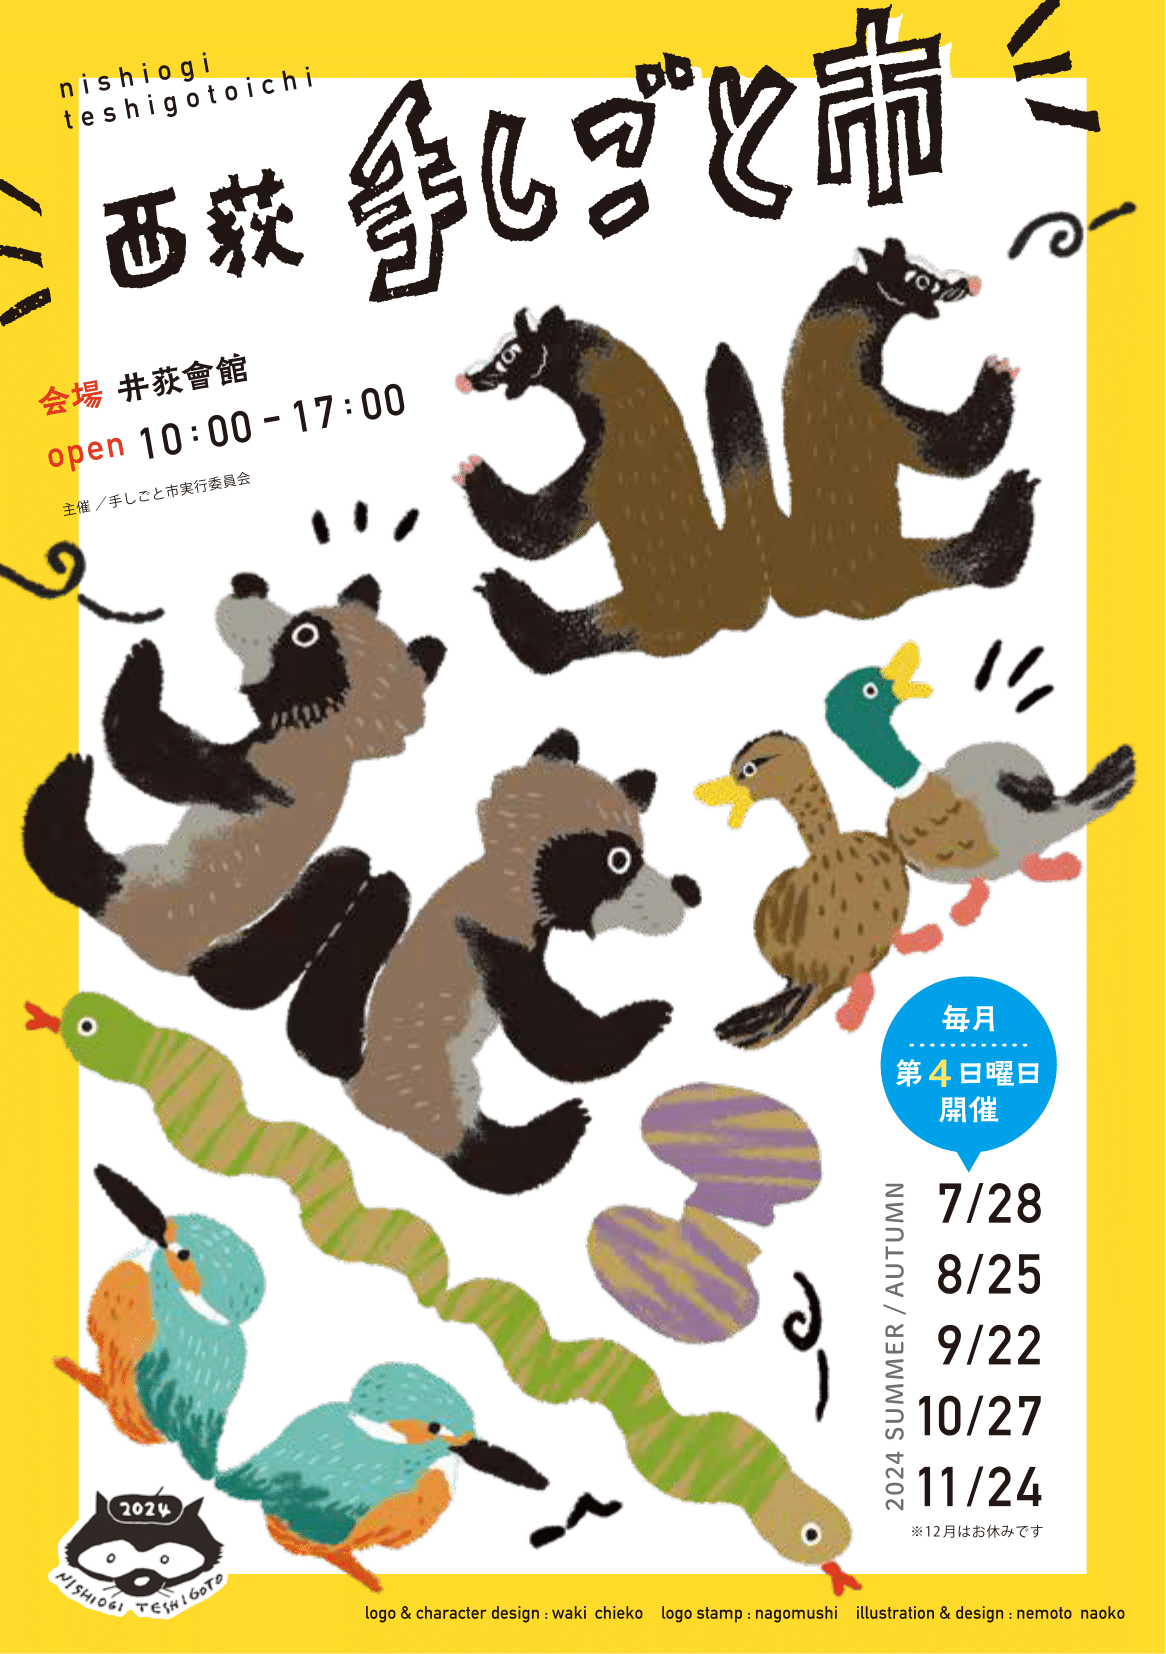 nishiogi
teshigotoichi
西荻 手しごと市
会場 井荻會館
open 10:00-17:00
主催／手しごと市実行委員会
毎月
第4日曜日
開催
2024 SUMMER / AUTUMN
7/28
8/25
9/22
10/27
11/24
※12月はお休みです
2024
NISHIOGI TESHIGOTO
logo & character design : waki chieko logo stamp : nagomushi illustration & design : nemoto naoko